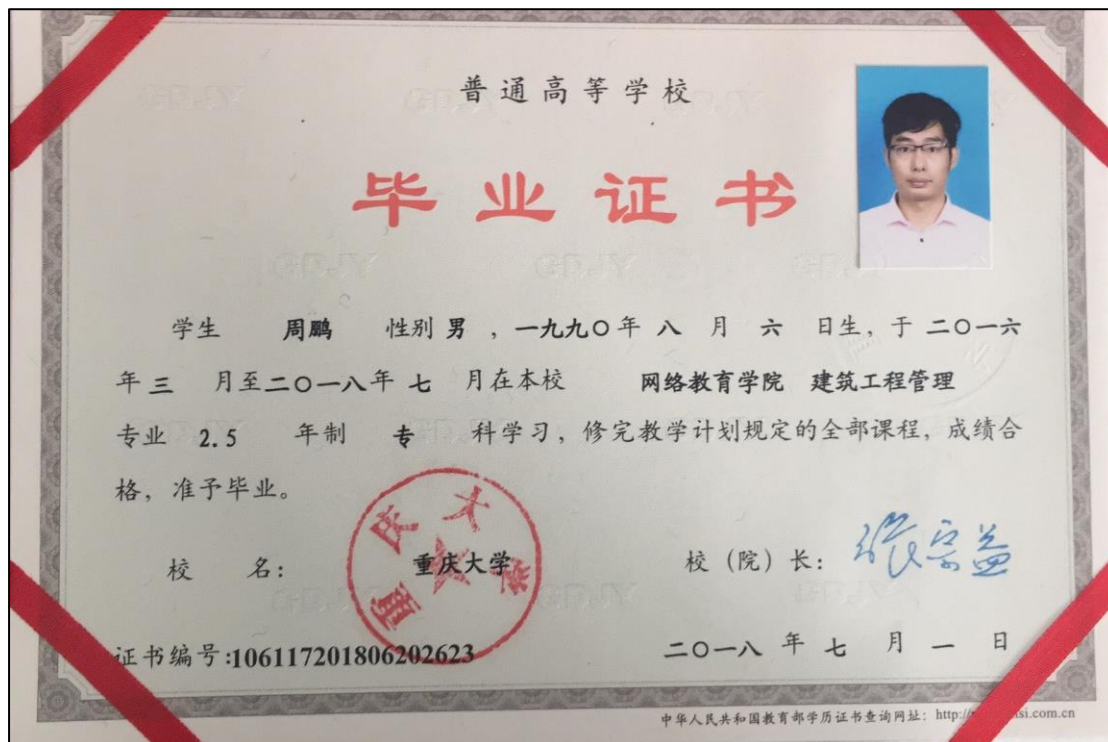 普通高等学校
毕业证书
学生 周鹏 性别 男 ，一九九〇年 八 月 六 日生，于 二〇一六
年 三 月至二〇一八年 七 月在本校 网络教育学院 建筑工程管理
专业 2.5 年制 专 科学习，修完教学计划规定的全部课程，成绩合
格，准予毕业。
重庆大学
校 名： 重庆大学 校（院）长： 张宗益
证书编号:106117201806202623 二〇一八 年 七 月 一 日
中华人民共和国教育部学历证书查询网址：http:// si.com.cn